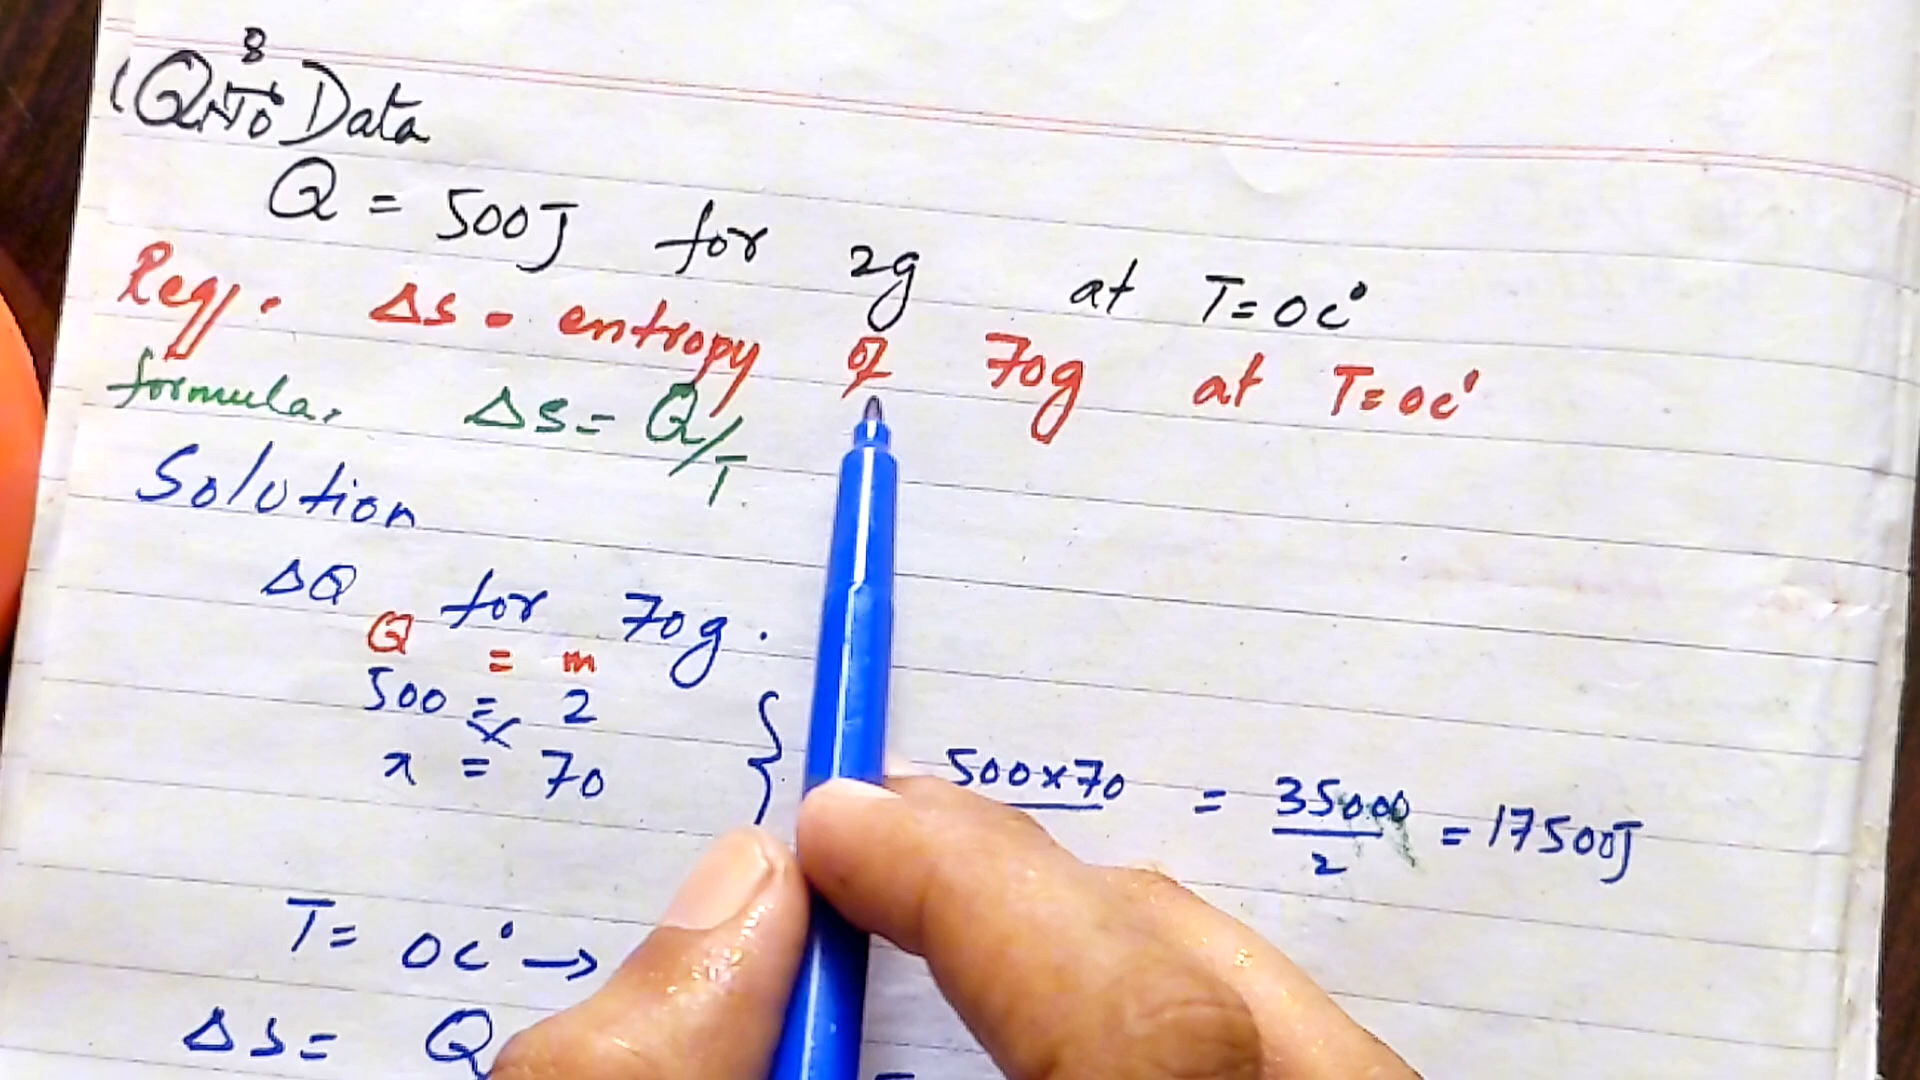 Q No 8 Data
Q = 500J for 2g at T=0c°
Req. ΔS = entropy of 70g at T=0c°
formula. ΔS = Q/T
Solution
ΔQ for 70g.
Q = m
500 = 2
x = 70
500x70 = 35000/2 = 17500J
T= 0c° →
ΔS= Q